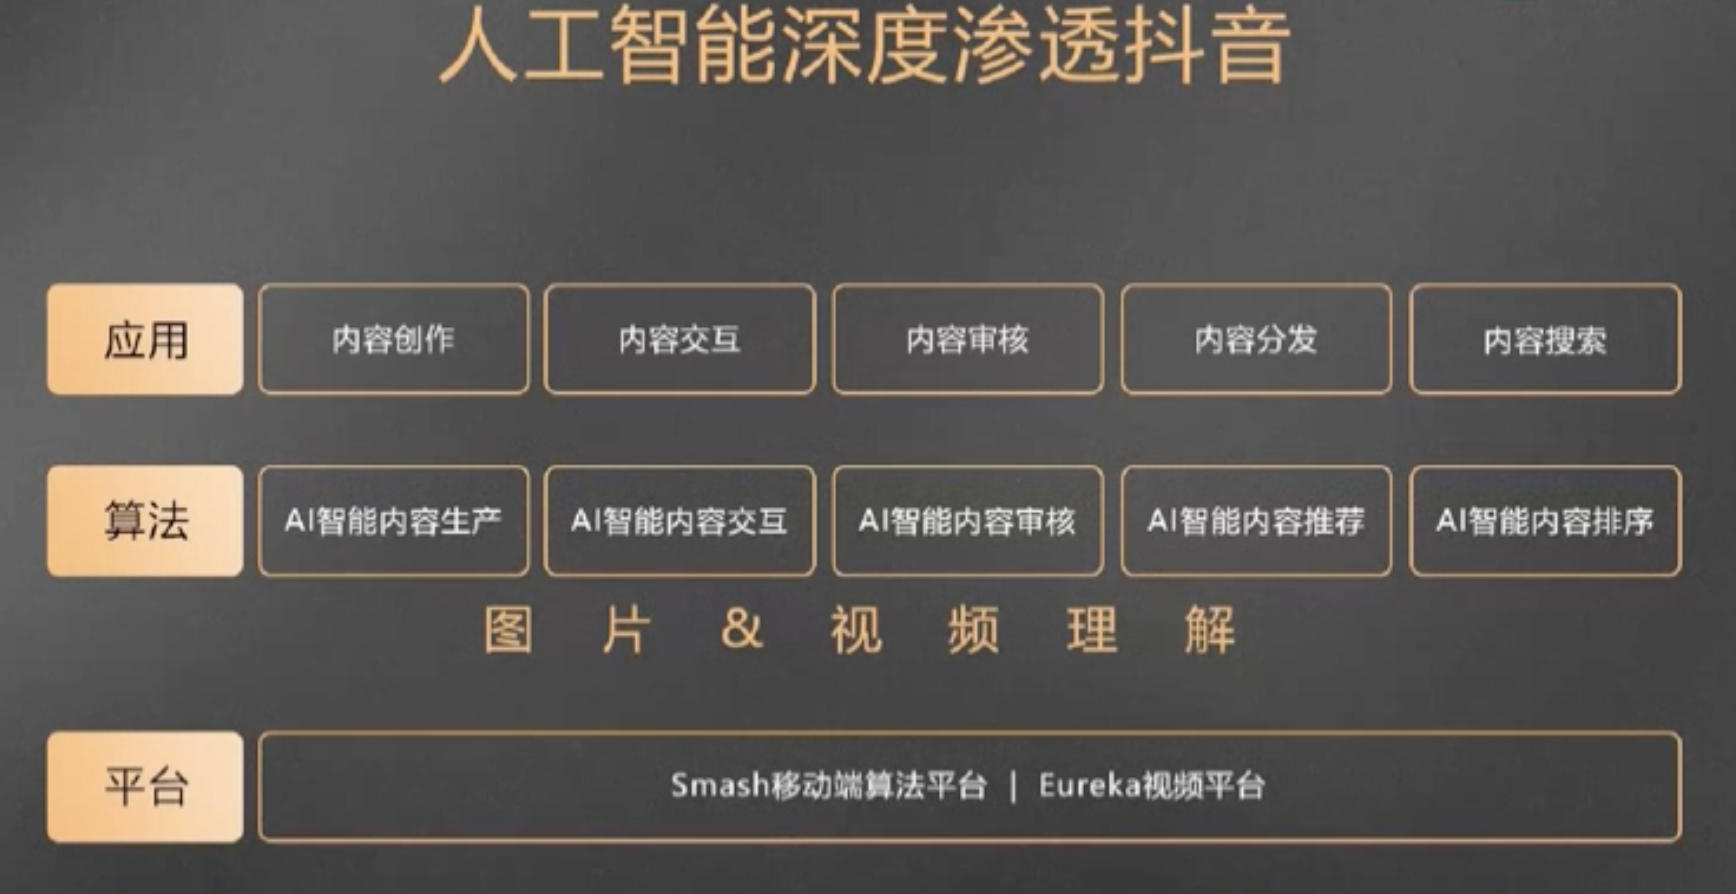 人工智能深度渗透抖音
应用 内容创作 内容交互 内容审核 内容分发 内容搜索
算法 AI智能内容生产 AI智能内容交互 AI智能内容审核 AI智能内容推荐 AI智能内容排序
图片&视频理解
平台 Smash移动端算法平台 | Eureka视频平台